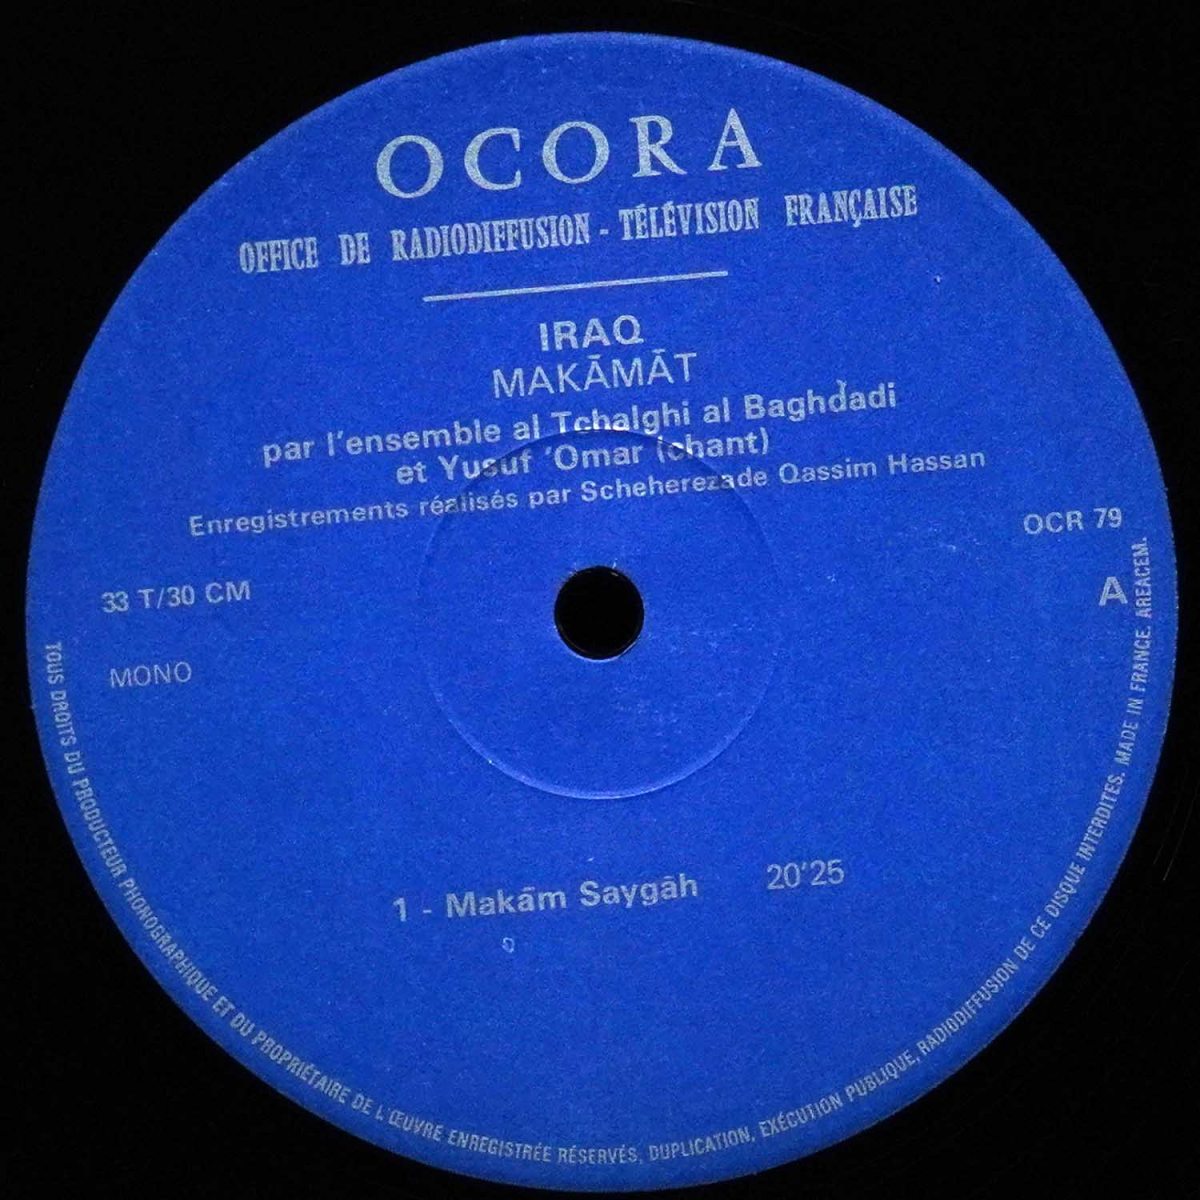 OCORA
OFFICE DE RADIODIFFUSION - TÉLÉVISION FRANÇAISE
IRAQ
MAKĀMĀT
par l'ensemble al Tchalghi al Baghdadi
et Yusuf 'Omar (chant)
Enregistrements réalisés par Scheherezade Qassim Hassan
OCR 79
33 T/30 CM
A
MONO
1 - Makām Saygāh 20'25
TOUS DROITS DU PRODUCTEUR PHONOGRAPHIQUE ET DU PROPRIÉTAIRE DE L'ŒUVRE ENREGISTRÉE RÉSERVÉS, DUPLICATION, EXÉCUTION PUBLIQUE, RADIODIFFUSION DE CE DISQUE INTERDITES. MADE IN FRANCE. AREACEM.